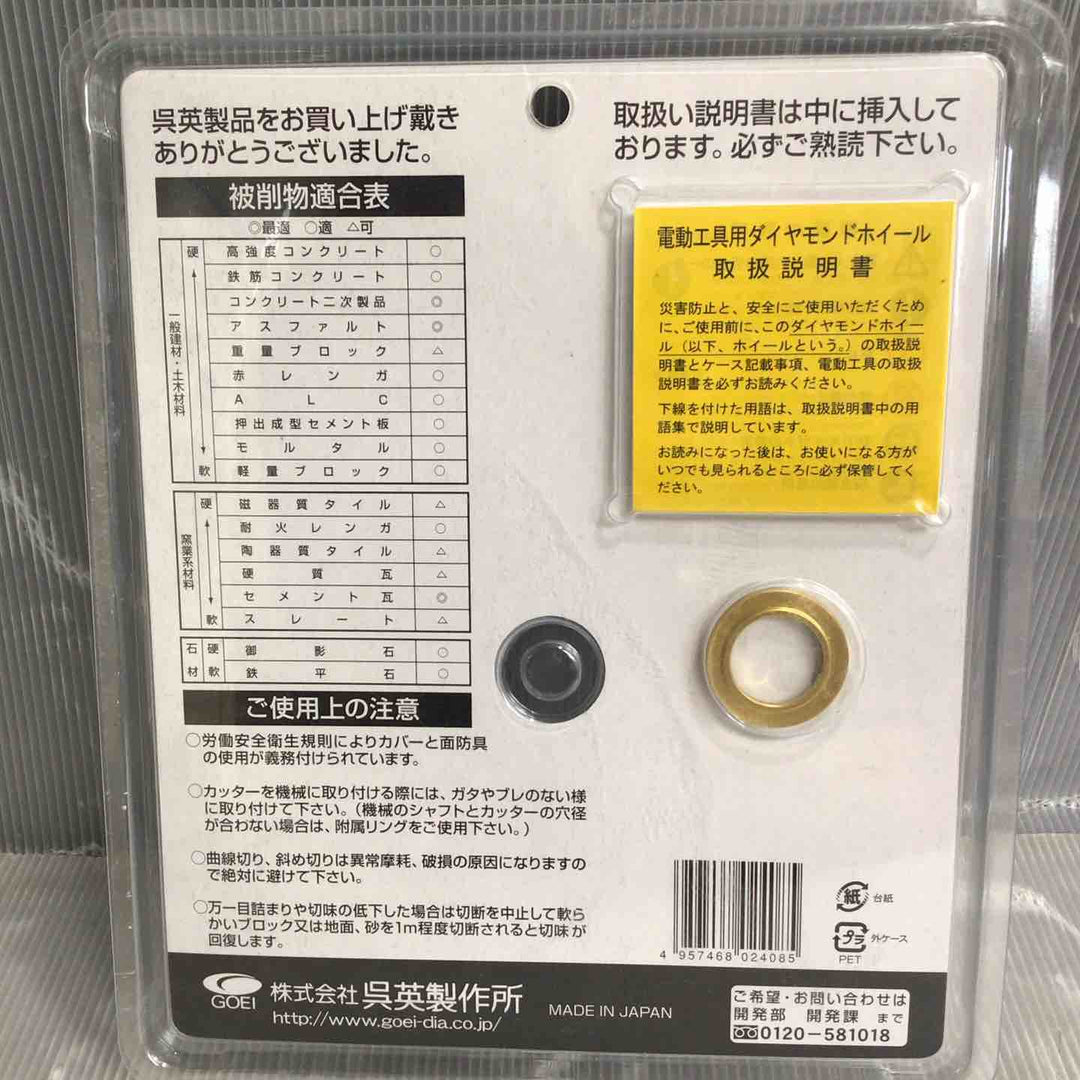 呉英製品をお買い上げ戴き
ありがとうございました。
取扱い説明書は中に挿入して
おります。必ずご熟読下さい。
被削物適合表
◎最適 ○適 △可
一般建材・土木材料
硬
高強度コンクリート ○
鉄筋コンクリート ○
コンクリート二次製品 ◎
アスファルト ◎
重量ブロック △
赤レンガ ○
ALC ○
押出成型セメント板 ○
モルタル ○
軟 軽量ブロック ○
窯業系材料
硬 磁器質タイル △
耐火レンガ ○
陶器質タイル △
硬質瓦 △
セメント瓦 ◎
軟 スレート △
石材
硬 御影石 ○
軟 鉄平石 ○
電動工具用ダイヤモンドホイール
取扱説明書
災害防止と、安全にご使用いただくため
に、ご使用前に、このダイヤモンドホイー
ル(以下、ホイールという。)の取扱説
明書とケース記載事項、電動工具の取扱
説明書を必ずお読みください。
下線を付けた用語は、取扱説明書中の用
語集で説明しています。
お読みになった後は、お使いになる方が
いつでも見られるところに必ず保管してく
ださい。
ご使用上の注意
○労働安全衛生規則によりカバーと面防具
の使用が義務付けられています。
○カッターを機械に取り付ける際には、ガタやブレのない様
に取り付けて下さい。(機械のシャフトとカッターの穴径
が合わない場合は、附属リングをご使用下さい。)
○曲線切り、斜め切りは異常摩耗、破損の原因になりますの
で絶対に避けて下さい。
○万一目詰まりや切味の低下した場合は切断を中止して軟ら
かいブロック又は地面、砂を1m程度切断されると切味が
回復します。
4 957468 024085
紙 台紙
プラ 外ケース
PET
GOEI 株式会社 呉英製作所
http://www.goei-dia.co.jp/
MADE IN JAPAN
ご希望・お問い合わせは
開発部 開発課 まで
0120−581018